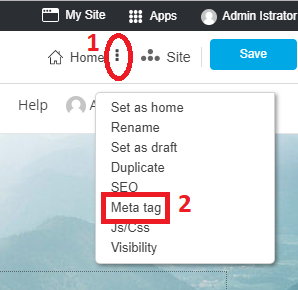 My Site Apps Admin Istrator
1
Home Site Save
Help A
Set as home
Rename
Set as draft
Duplicate
SEO
Meta tag 2
Js/Css
Visibility